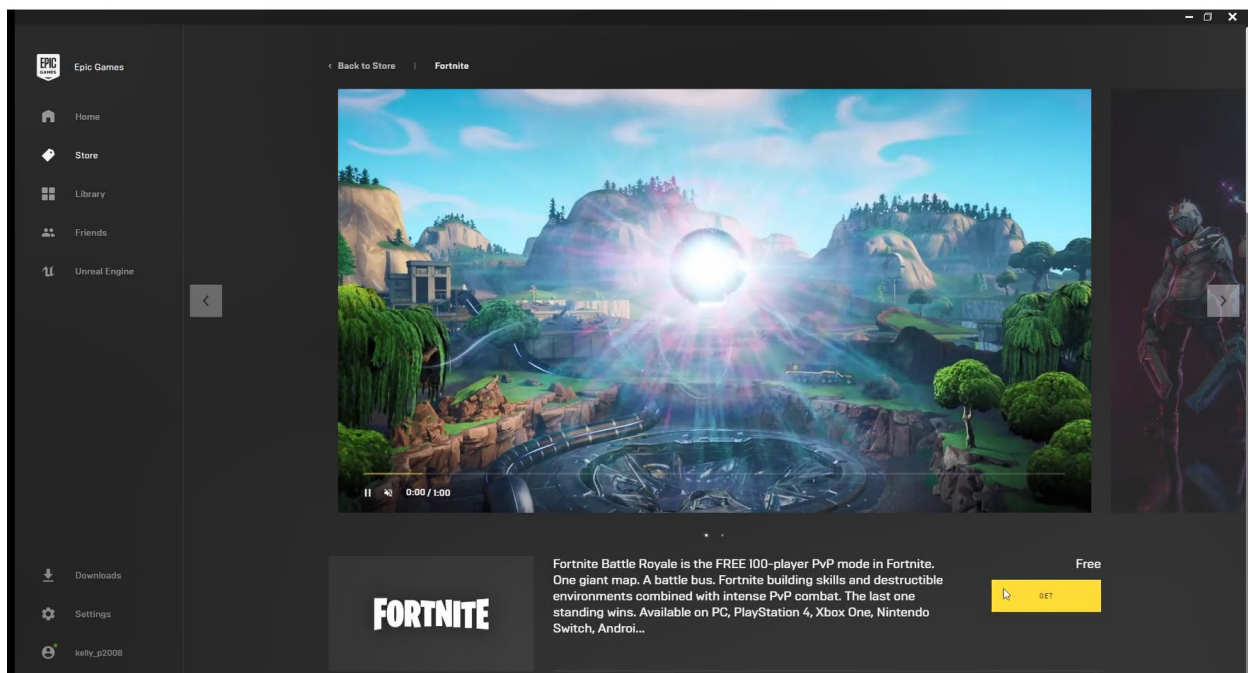 EPIC
GAMES
Epic Games
Home
Store
Library
Friends
Unreal Engine
Downloads
Settings
kelly_p2008
Back to Store | Fortnite
0:00 / 1:00
FORTNITE
Fortnite Battle Royale is the FREE 100-player PvP mode in Fortnite.
One giant map. A battle bus. Fortnite building skills and destructible
environments combined with intense PvP combat. The last one
standing wins. Available on PC, PlayStation 4, Xbox One, Nintendo
Switch, Androi...
Free
GET